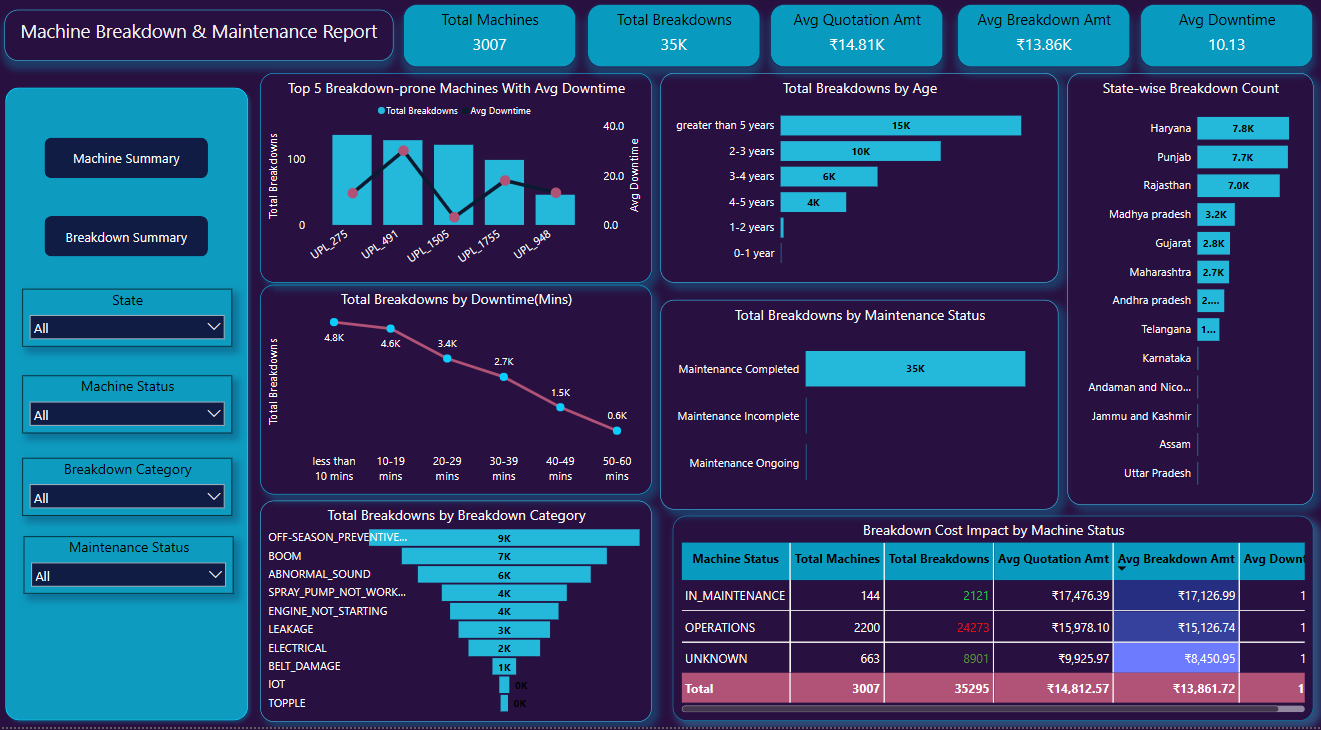 Machine Breakdown & Maintenance Report
Total Machines
3007
Total Breakdowns
35K
Avg Quotation Amt
₹14.81K
Avg Breakdown Amt
₹13.86K
Avg Downtime
10.13
Machine Summary
Breakdown Summary
State
All
Machine Status
All
Breakdown Category
All
Maintenance Status
All
Top 5 Breakdown-prone Machines With Avg Downtime
Total Breakdowns Avg Downtime
Total Breakdowns
100
0
40.0
20.0
0.0
Avg Downtime
UPL_275 UPL_491 UPL_1505 UPL_1755 UPL_948
Total Breakdowns by Downtime(Mins)
Total Breakdowns
4.8K 4.6K 3.4K 2.7K 1.5K 0.6K
less than 10-19 20-29 30-39 40-49 50-60
10 mins mins mins mins mins mins
Total Breakdowns by Breakdown Category
OFF-SEASON_PREVENTIVE... 9K
BOOM 7K
ABNORMAL_SOUND 6K
SPRAY_PUMP_NOT_WORK... 4K
ENGINE_NOT_STARTING 4K
LEAKAGE 3K
ELECTRICAL 2K
BELT_DAMAGE 1K
IOT 0K
TOPPLE 0K
Total Breakdowns by Age
greater than 5 years 15K
2-3 years 10K
3-4 years 6K
4-5 years 4K
1-2 years
0-1 year
Total Breakdowns by Maintenance Status
Maintenance Completed 35K
Maintenance Incomplete
Maintenance Ongoing
State-wise Breakdown Count
Haryana 7.8K
Punjab 7.7K
Rajasthan 7.0K
Madhya pradesh 3.2K
Gujarat 2.8K
Maharashtra 2.7K
Andhra pradesh 2....
Telangana 1...
Karnataka
Andaman and Nico...
Jammu and Kashmir
Assam
Uttar Pradesh
Breakdown Cost Impact by Machine Status
Machine Status Total Machines Total Breakdowns Avg Quotation Amt Avg Breakdown Amt Avg Downt
IN_MAINTENANCE 144 2121 ₹17,476.39 ₹17,126.99 1
OPERATIONS 2200 24273 ₹15,978.10 ₹15,126.74 1
UNKNOWN 663 8901 ₹9,925.97 ₹8,450.95 1
Total 3007 35295 ₹14,812.57 ₹13,861.72 1